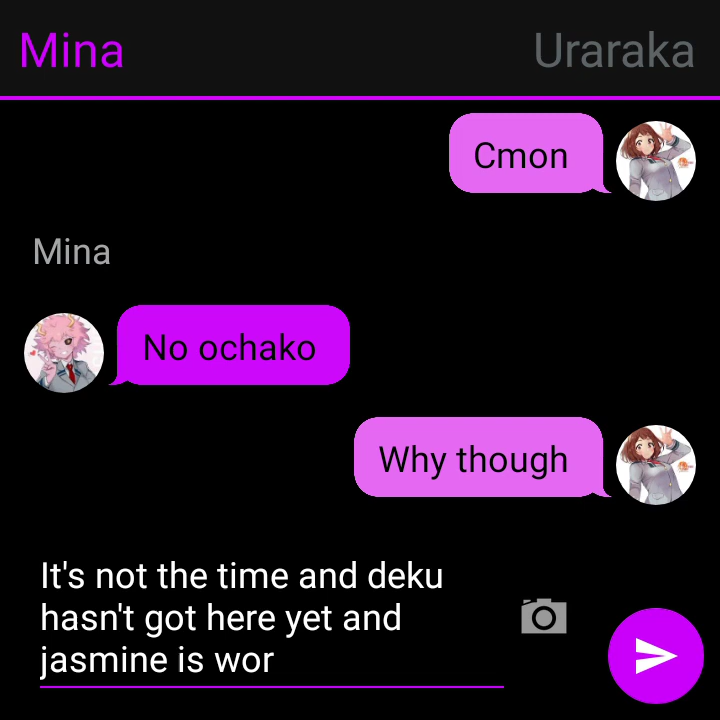 Mina
Uraraka
Cmon
Mina
No ochako
Why though
It's not the time and deku
hasn't got here yet and
jasmine is wor